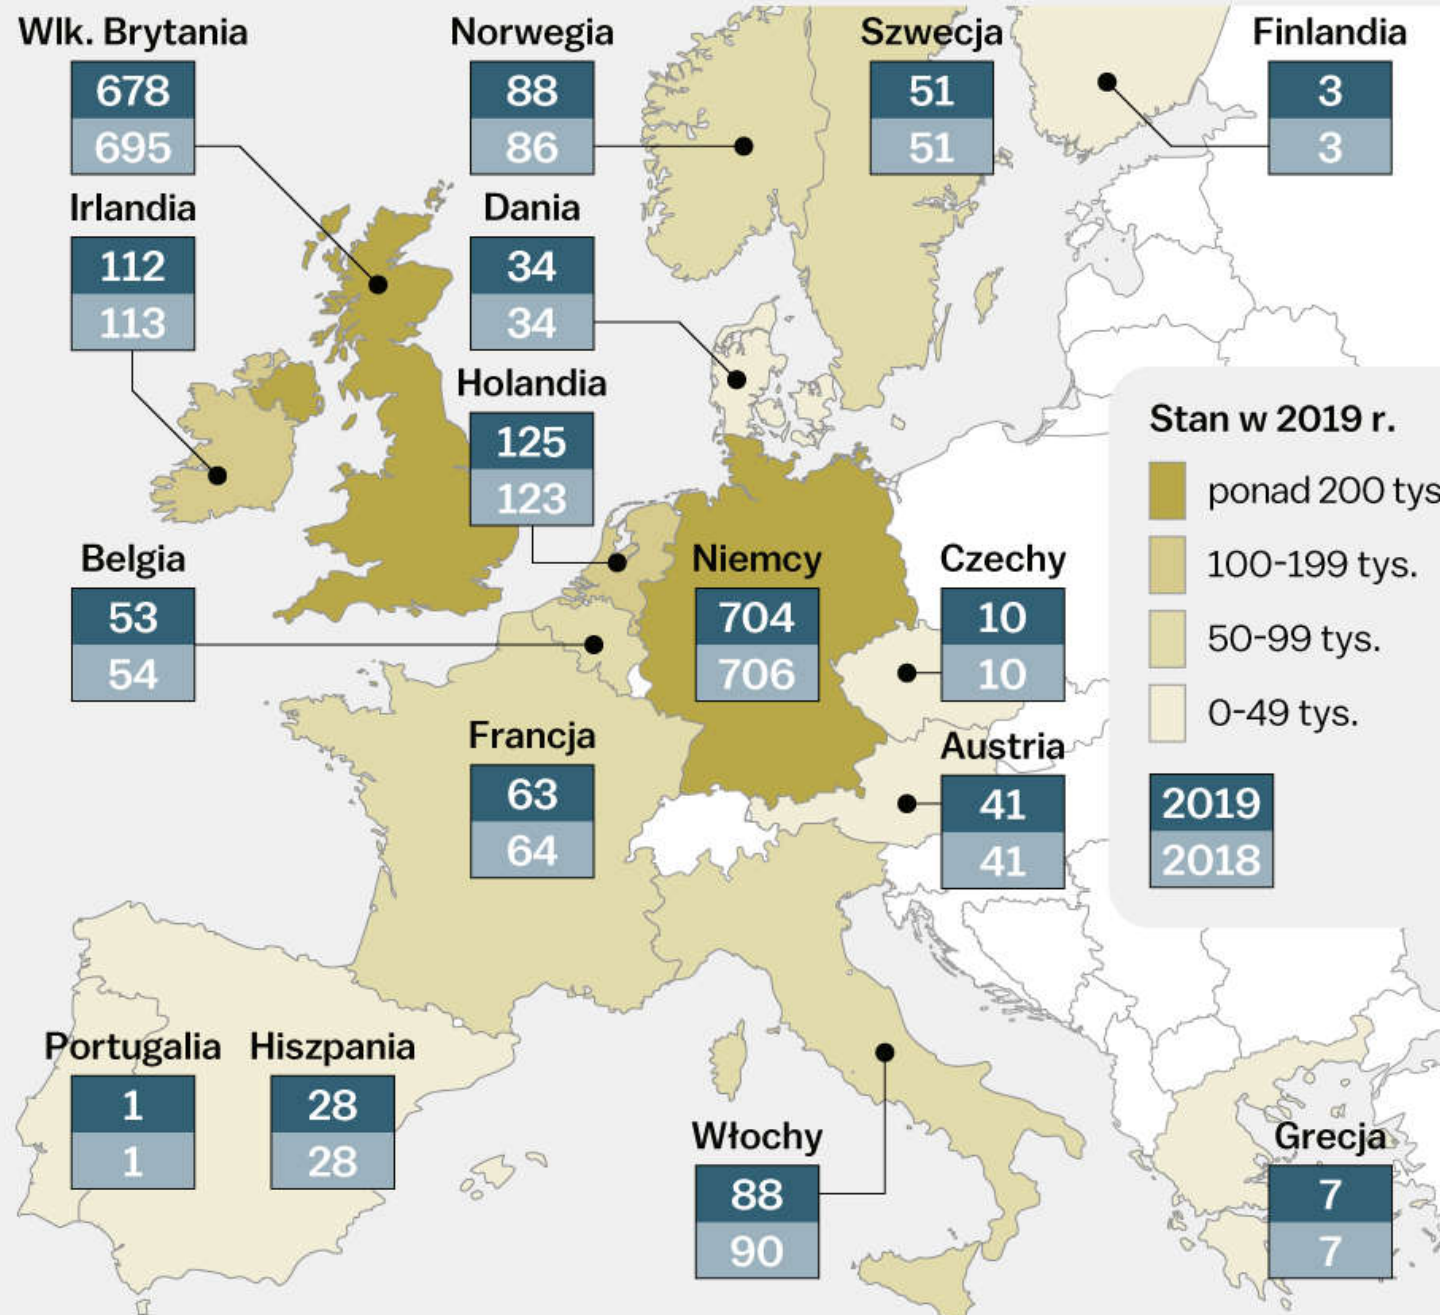 Wlk. Brytania
678
695
Norwegia
88
86
Szwecja
51
51
Finlandia
3
3
Irlandia
112
113
Dania
34
34
Holandia
125
123
Belgia
53
54
Niemcy
704
706
Czechy
10
10
Francja
63
64
Austria
41
41
Stan w 2019 r.
ponad 200 tys
100-199 tys.
50-99 tys.
0-49 tys.
2019
2018
Portugalia
1
1
Hiszpania
28
28
Włochy
88
90
Grecja
7
7